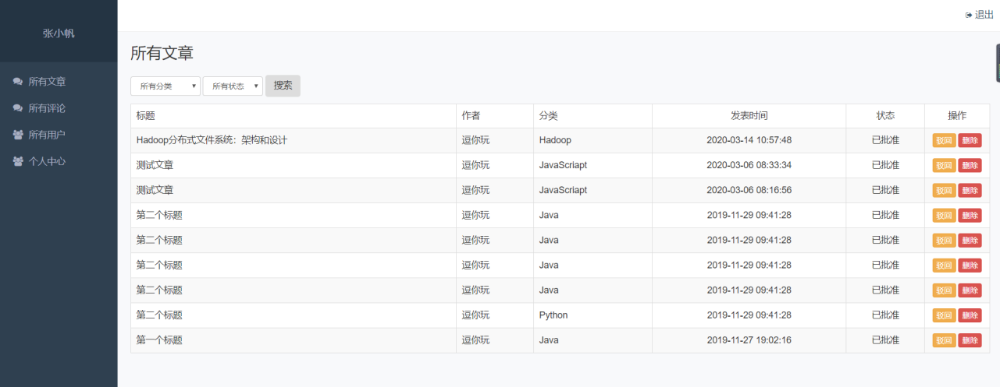 张小帆
退出
所有文章
所有评论
所有用户
个人中心
所有文章
所有分类 所有状态 搜索
标题 作者 分类 发表时间 状态 操作
Hadoop分布式文件系统：架构和设计 逗你玩 Hadoop 2020-03-14 10:57:48 已批准 驳回 删除
测试文章 逗你玩 JavaScriapt 2020-03-06 08:33:34 已批准 驳回 删除
测试文章 逗你玩 JavaScriapt 2020-03-06 08:16:56 已批准 驳回 删除
第二个标题 逗你玩 Java 2019-11-29 09:41:28 已批准 驳回 删除
第二个标题 逗你玩 Java 2019-11-29 09:41:28 已批准 驳回 删除
第二个标题 逗你玩 Java 2019-11-29 09:41:28 已批准 驳回 删除
第二个标题 逗你玩 Java 2019-11-29 09:41:28 已批准 驳回 删除
第二个标题 逗你玩 Python 2019-11-29 09:41:28 已批准 驳回 删除
第一个标题 逗你玩 Java 2019-11-27 19:02:16 已批准 驳回 删除